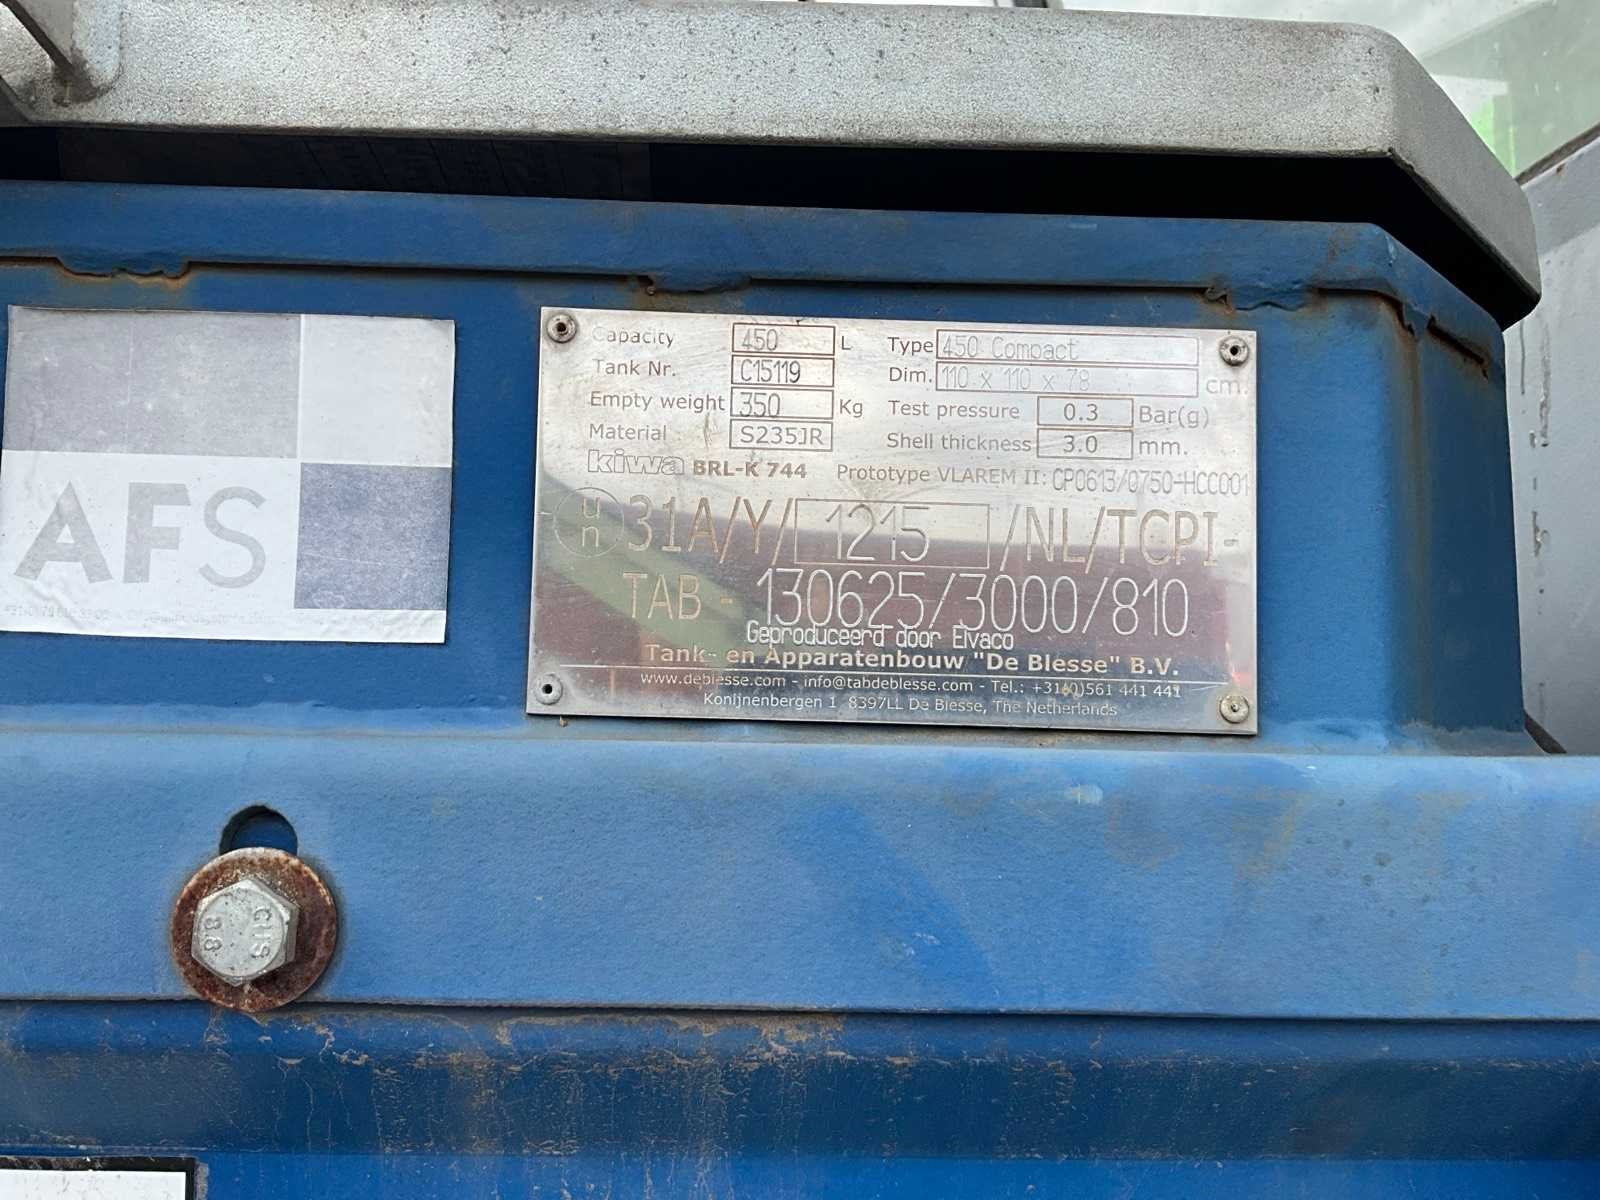 Capacity 450 L Type 450 Compact
Tank Nr. C15119 Dim. 110 x 110 x 78 cm.
Empty weight 350 Kg Test pressure 0.3 Bar(g)
Material S235JR Shell thickness 3.0 mm.
kiwa BRL-K 744 Prototype VLAREM II: CP0613/0750-HCC001
un 31A/Y/ 1215 /NL/TCPI-
TAB - 130625/3000/810
Geproduceerd door Elvaco
Tank- en Apparatenbouw "De Blesse" B.V.
www.deblesse.com - info@tabdeblesse.com - Tel.: +31(0)561 441 441
Konijnenbergen 1 8397LL De Blesse, The Netherlands
AFS
GHS
8.8